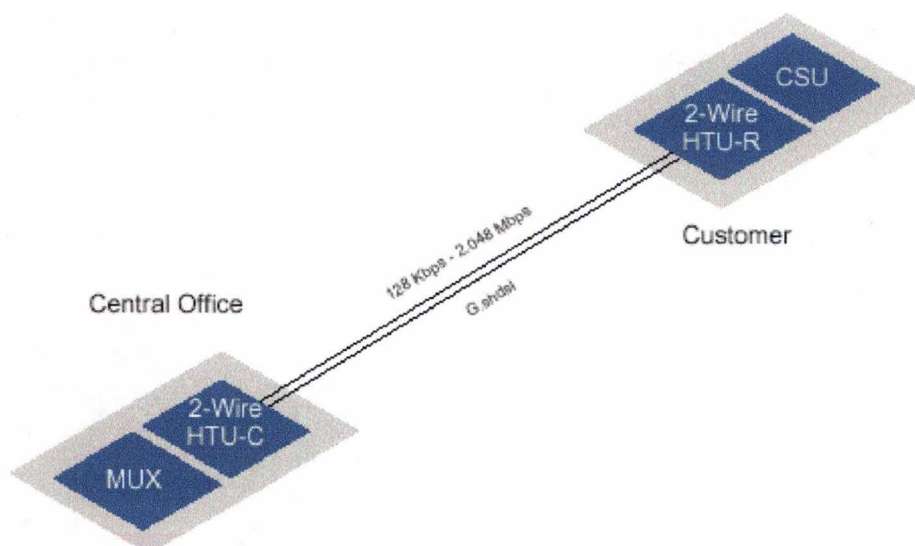 CSU
2-Wire
HTU-R
Customer
128 Kbps - 2.048 Mbps
G.shdsl
Central Office
2-Wire
HTU-C
MUX